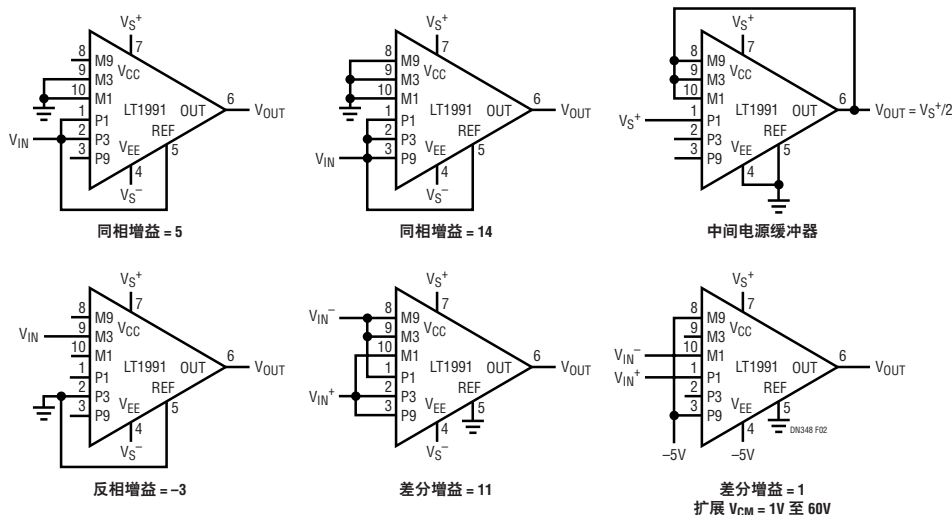 VS+
8 M9 VCC
9 M3
10 M1
LT1991 OUT 6 VOUT
1 P1 REF
VIN 2 P3 VEE 5
3 P9 4
VS−
同相增益 = 5
VS+
8 M9 VCC
9 M3
10 M1
LT1991 OUT 6 VOUT
1 P1 REF
2 P3 VEE 5
VIN 3 P9 4
VS−
同相增益 = 14
VS+
8 M9 VCC
9 M3
10 M1
LT1991 OUT 6 VOUT = VS+/2
VS+ 1 P1 REF
2 P3 VEE 5
3 P9 4
中间电源缓冲器
VS+
8 M9 VCC
VIN 9 M3
10 M1
LT1991 OUT 6 VOUT
1 P1 REF
2 P3 VEE 5
3 P9 4
VS−
反相增益 = –3
VS+
VIN− 8 M9 VCC
9 M3
10 M1
LT1991 OUT 6 VOUT
1 P1 REF
VIN+ 2 P3 VEE 5
3 P9 4
VS−
差分增益 = 11
VS+
8 M9 VCC
9 M3
VIN− 10 M1
LT1991 OUT 6 VOUT
VIN+ 1 P1 REF
2 P3 VEE 5
3 P9 4
DN348 F02
–5V –5V
差分增益 = 1
扩展 VCM = 1V 至 60V
7
7
7
7
7
7